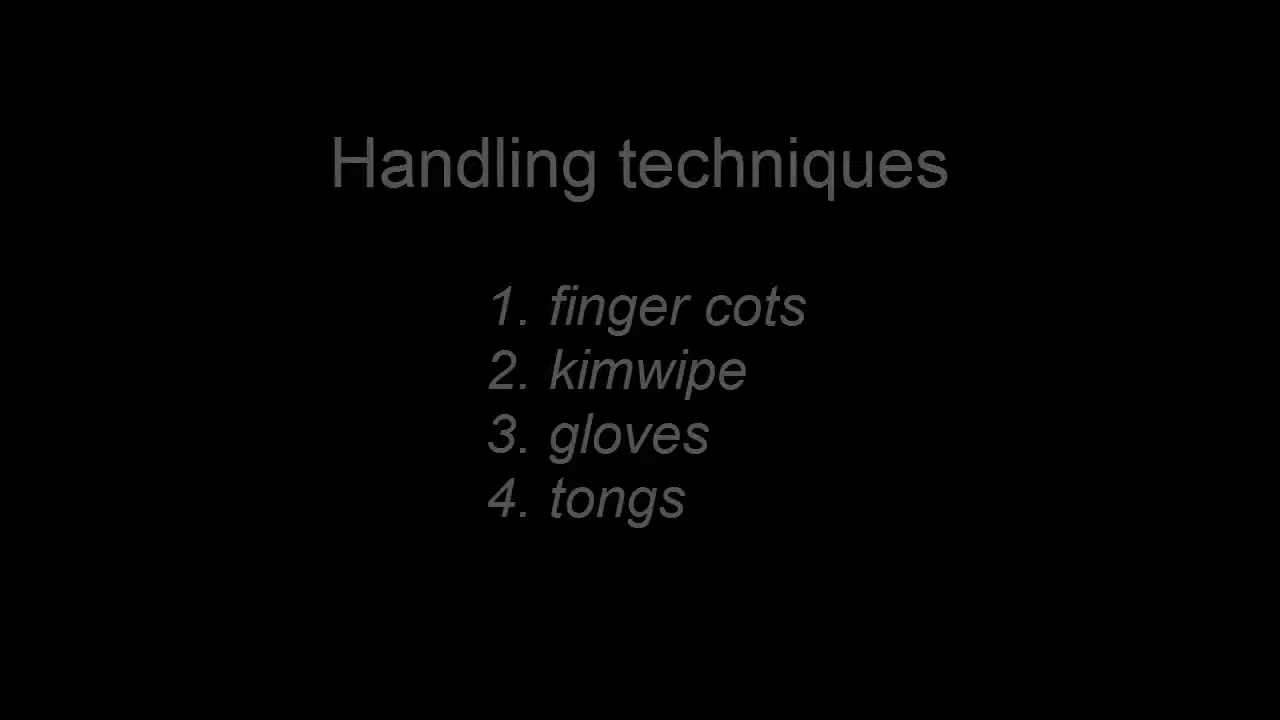 Handling techniques
1. finger cots
2. kimwipe
3. gloves
4. tongs